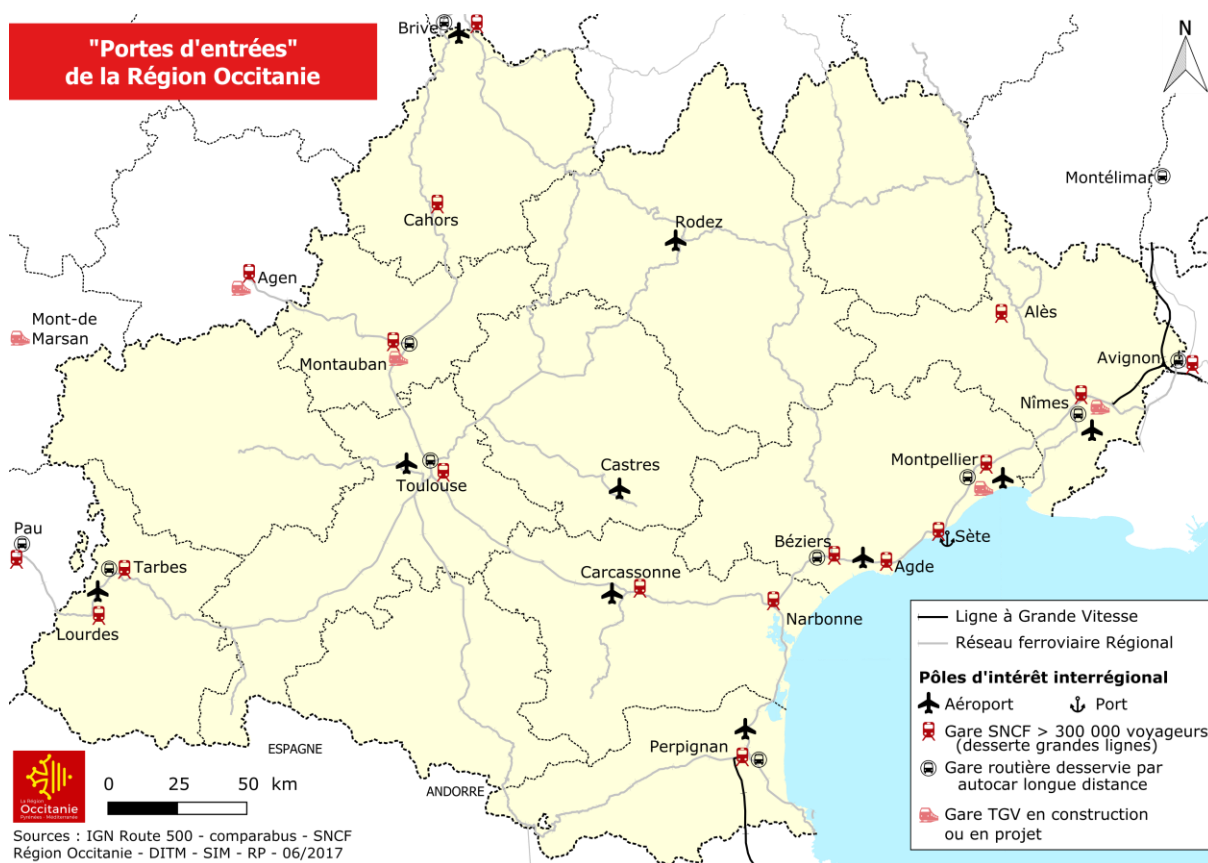 "Portes d'entrées"
de la Région Occitanie
Brive
N
Montélimar
Cahors
Rodez
Agen
Mont-de
Marsan
Alès
Montauban
Avignon
Nîmes
Montpellier
Toulouse
Castres
Pau
Sète
Béziers
Tarbes
Carcassonne
Agde
Narbonne
Lourdes
Perpignan
ESPAGNE
ANDORRE
Ligne à Grande Vitesse
Réseau ferroviaire Régional
Pôles d'intérêt interrégional
Aéroport Port
Gare SNCF > 300 000 voyageurs
(desserte grandes lignes)
Gare routière desservie par
autocar longue distance
Gare TGV en construction
ou en projet
La Région
Occitanie
Pyrénées - Méditerranée
0 25 50 km
Sources : IGN Route 500 - comparabus - SNCF
Région Occitanie - DITM - SIM - RP - 06/2017